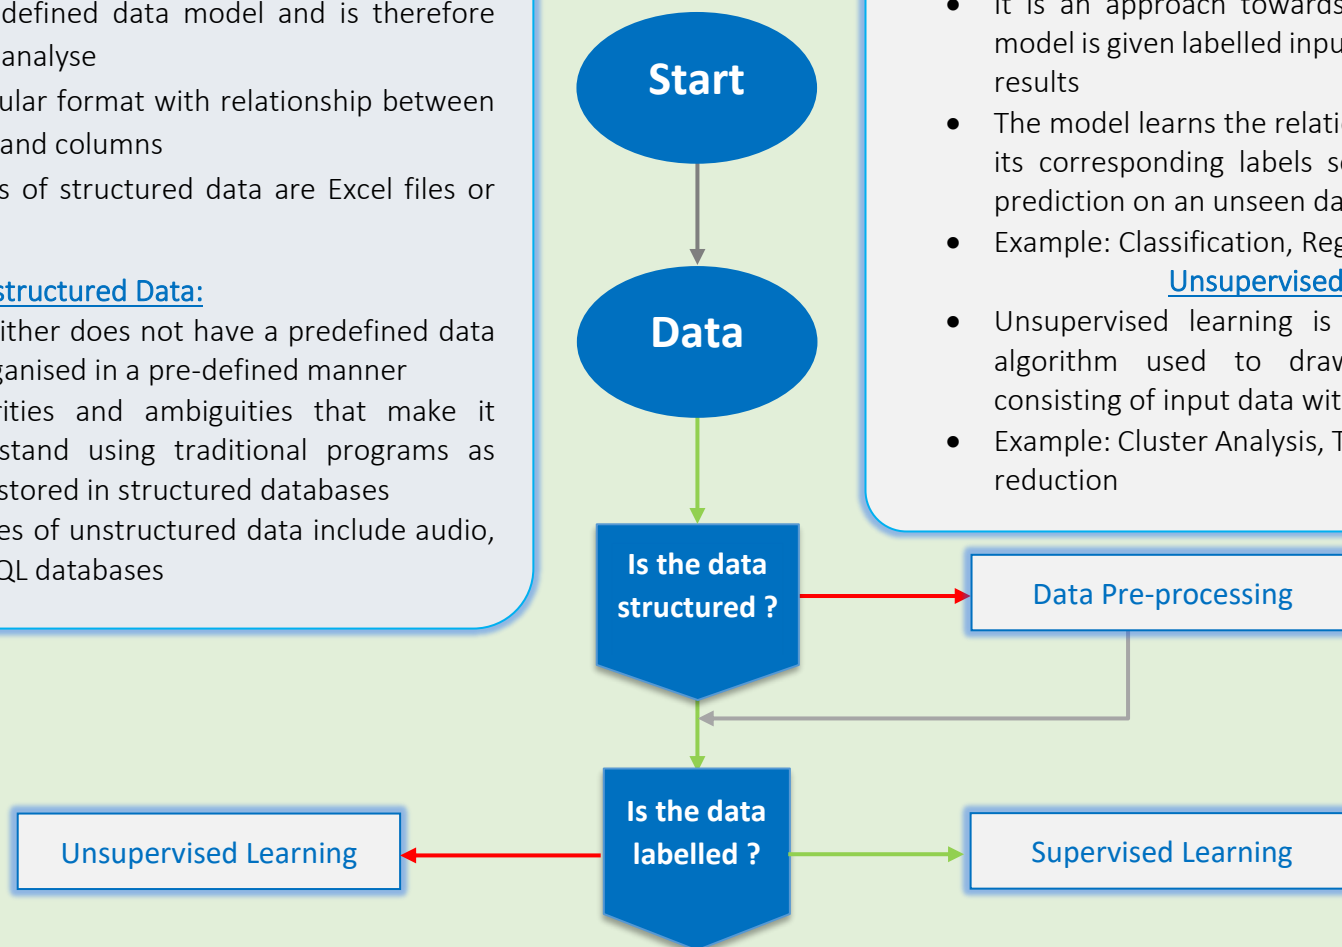 defined data model and is therefore
analyse
ular format with relationship between
and columns
s of structured data are Excel files or
structured Data:
ither does not have a predefined data
ganised in a pre-defined manner
rities and ambiguities that make it
stand using traditional programs as
stored in structured databases
es of unstructured data include audio,
QL databases
Start
Data
Is the data
structured ?
Is the data
labelled ?
Unsupervised Learning
• It is an approach towards
model is given labelled inpu
results
• The model learns the relati
its corresponding labels s
prediction on an unseen da
• Example: Classification, Reg
Unsupervised
• Unsupervised learning is
algorithm used to draw
consisting of input data wit
• Example: Cluster Analysis, T
reduction
Data Pre-processing
Supervised Learning